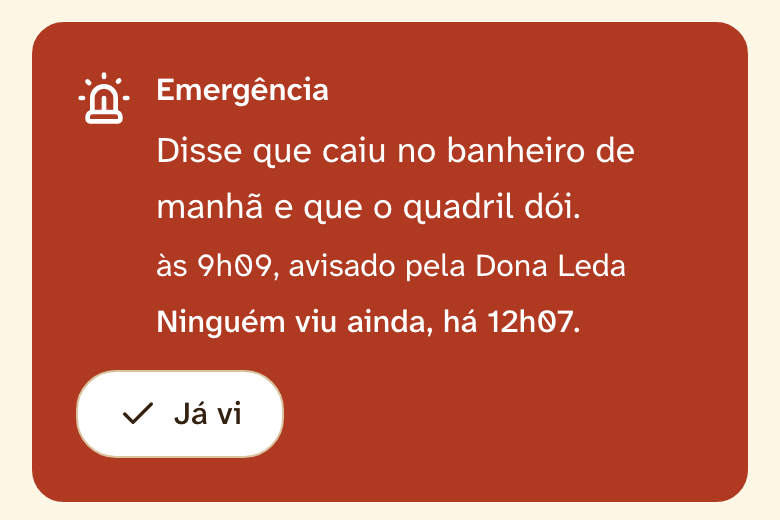 Emergência
Disse que caiu no banheiro de
manhã e que o quadril dói.
às 9h09, avisado pela Dona Leda
Ninguém viu ainda, há 12h07.
Já vi